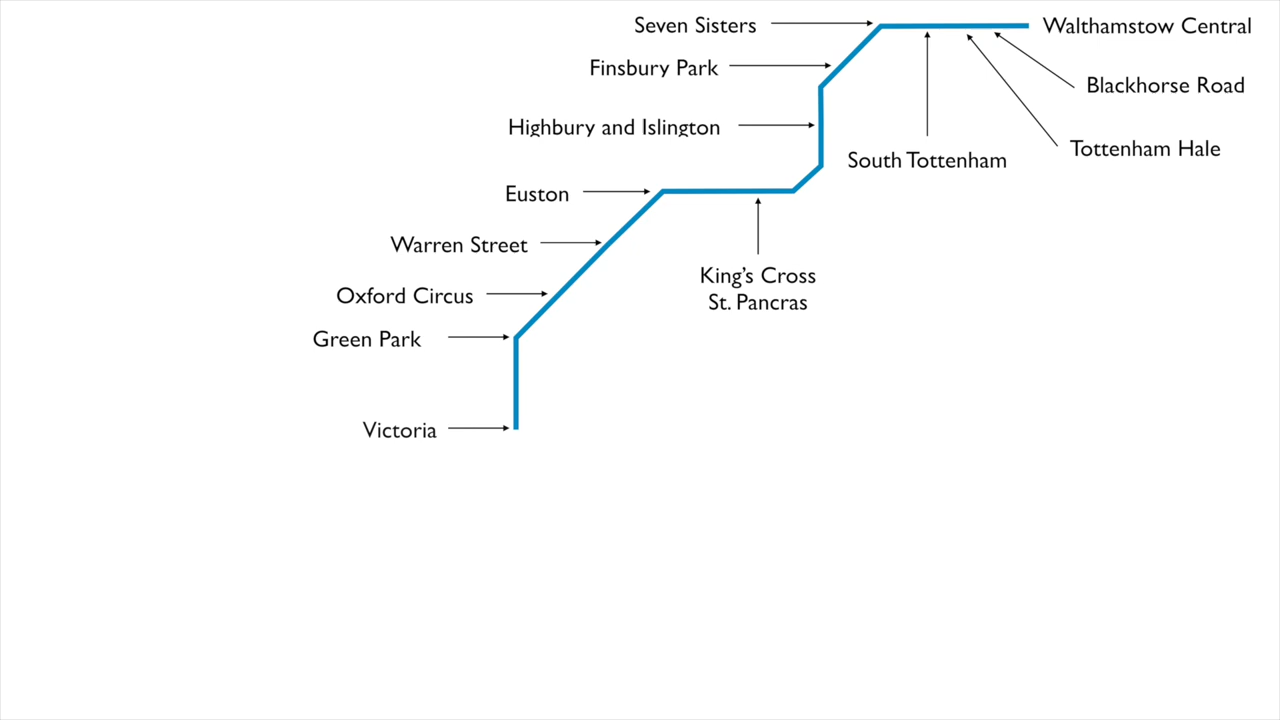 Seven Sisters
Walthamstow Central
Finsbury Park
Blackhorse Road
Highbury and Islington
South Tottenham
Tottenham Hale
Euston
Warren Street
King's Cross
St. Pancras
Oxford Circus
Green Park
Victoria